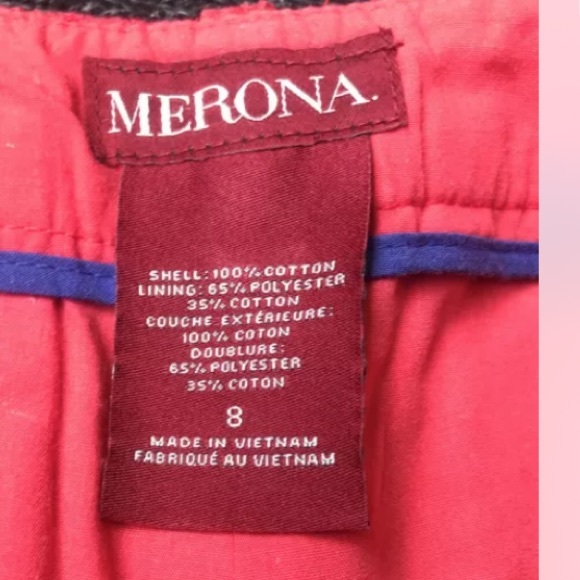 MERONA.
SHELL: 100% COTTON
LINING: 65% POLYESTER
35% COTTON
COUCHE EXTÉRIEURE:
100% COTON
DOUBLURE:
65% POLYESTER
35% COTON
8
MADE IN VIETNAM
FABRIQUÉ AU VIETNAM